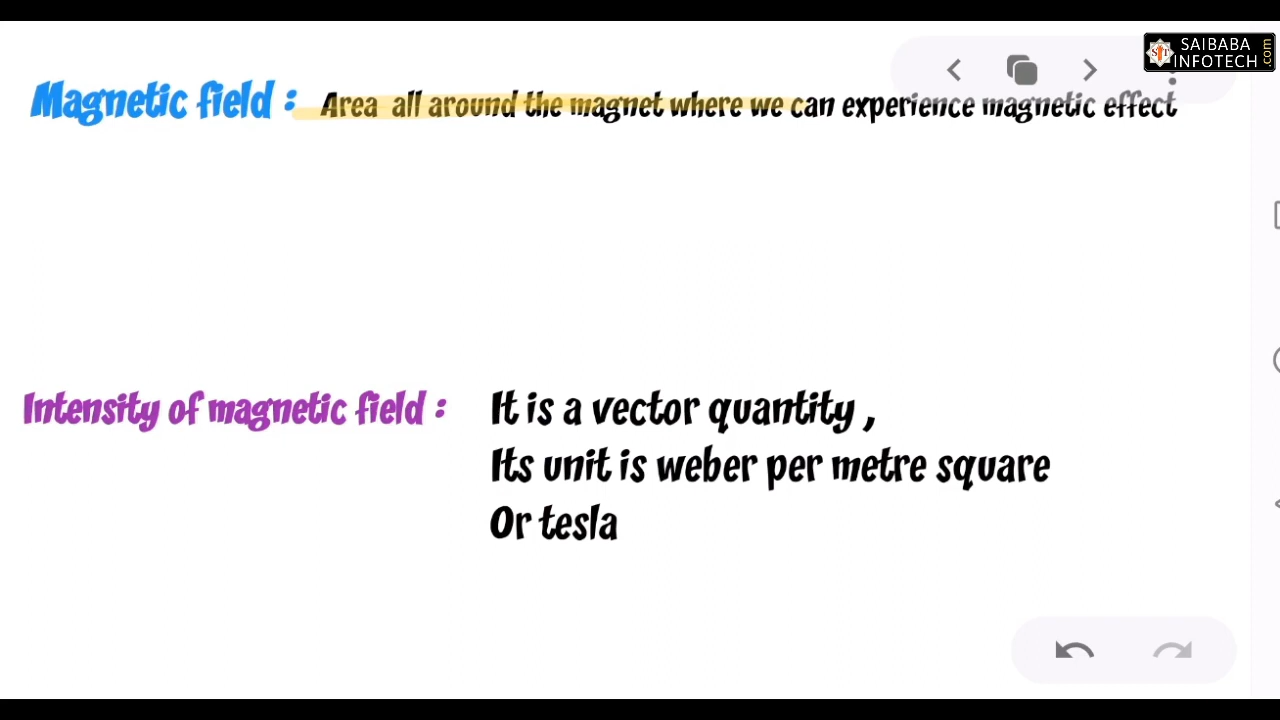 SAIBABA
INFOTECH .com
Magnetic field : Area all around the magnet where we can experience magnetic effect
Intensity of magnetic field : It is a vector quantity ,
Its unit is weber per metre square
Or tesla